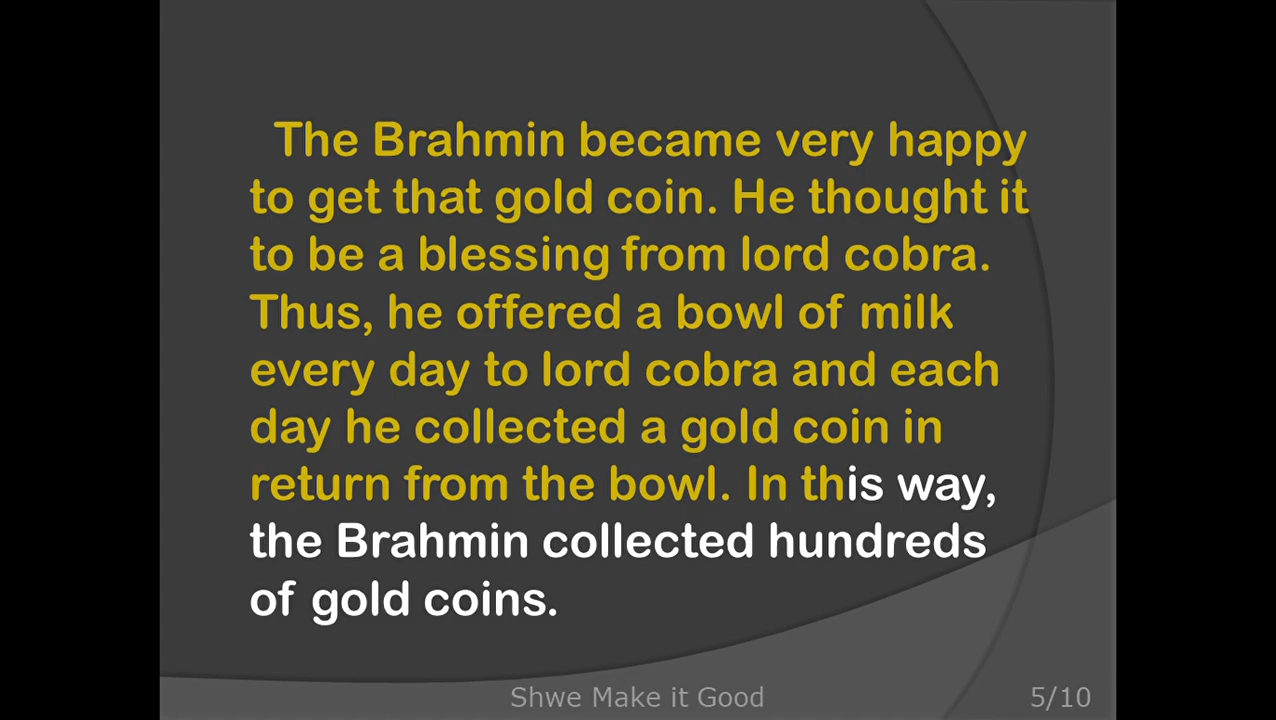 The Brahmin became very happy
to get that gold coin. He thought it
to be a blessing from lord cobra.
Thus, he offered a bowl of milk
every day to lord cobra and each
day he collected a gold coin in
return from the bowl. In this way,
the Brahmin collected hundreds
of gold coins.
Shwe Make it Good
5/10